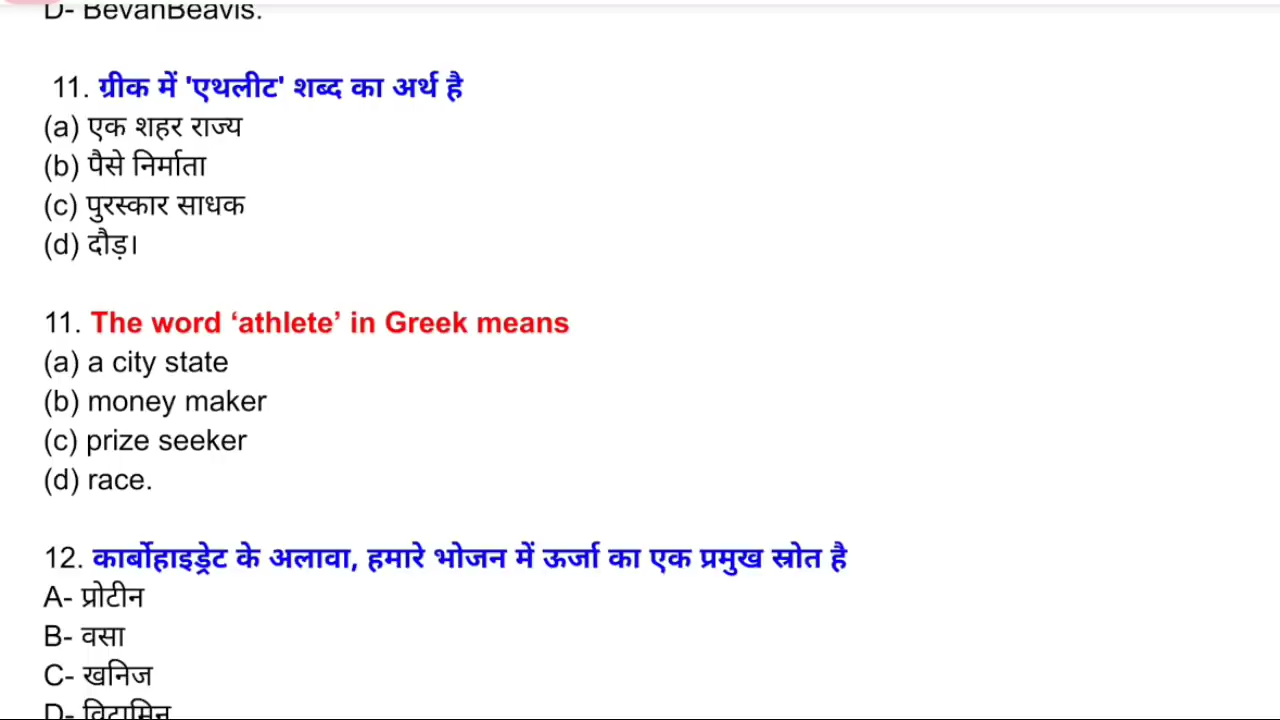 D- BevanBeavis.
11. ग्रीक में 'एथलीट' शब्द का अर्थ है
(a) एक शहर राज्य
(b) पैसे निर्माता
(c) पुरस्कार साधक
(d) दौड़।
11. The word ‘athlete’ in Greek means
(a) a city state
(b) money maker
(c) prize seeker
(d) race.
12. कार्बोहाइड्रेट के अलावा, हमारे भोजन में ऊर्जा का एक प्रमुख स्रोत है
A- प्रोटीन
B- वसा
C- खनिज
D- विटामिन